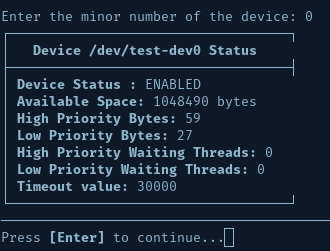 Enter the minor number of the device: 0
Device /dev/test-dev0 Status
Device Status : ENABLED
Available Space: 1048490 bytes
High Priority Bytes: 59
Low Priority Bytes: 27
High Priority Waiting Threads: 0
Low Priority Waiting Threads: 0
Timeout value: 30000
Press [Enter] to continue...